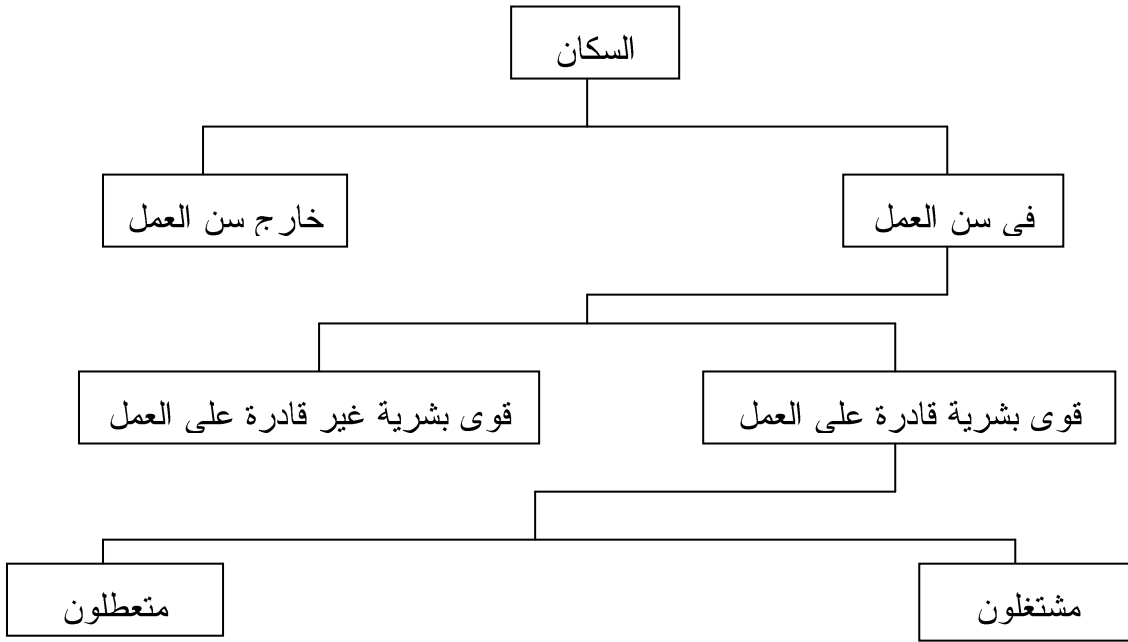 السكان
فى سن العمل
خارج سن العمل
قوى بشرية قادرة على العمل
قوى بشرية غير قادرة على العمل
مشتغلون
متعطلون